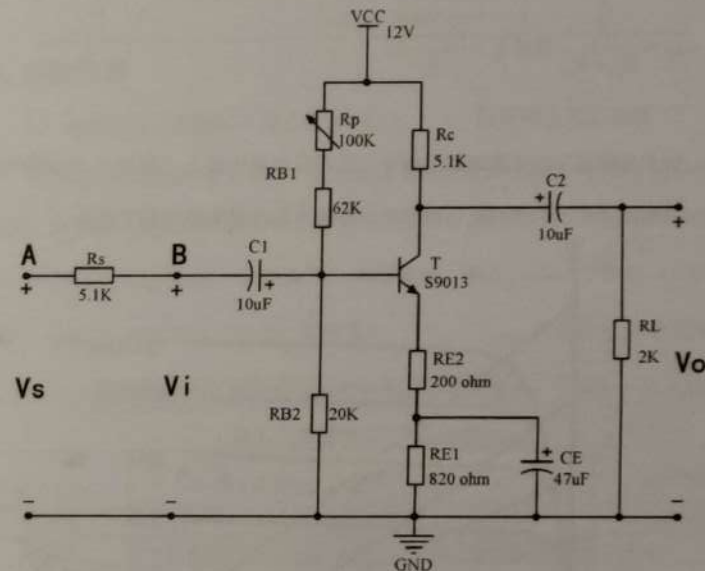 VCC
12V
Rp
100K
Rc
5.1K
RB1
62K
C2
10uF
A
Rs
5.1K
B
C1
10uF
T
S9013
RL
2K
RE2
200 ohm
Vs
Vi
Vo
RB2
20K
RE1
820 ohm
CE
47uF
GND